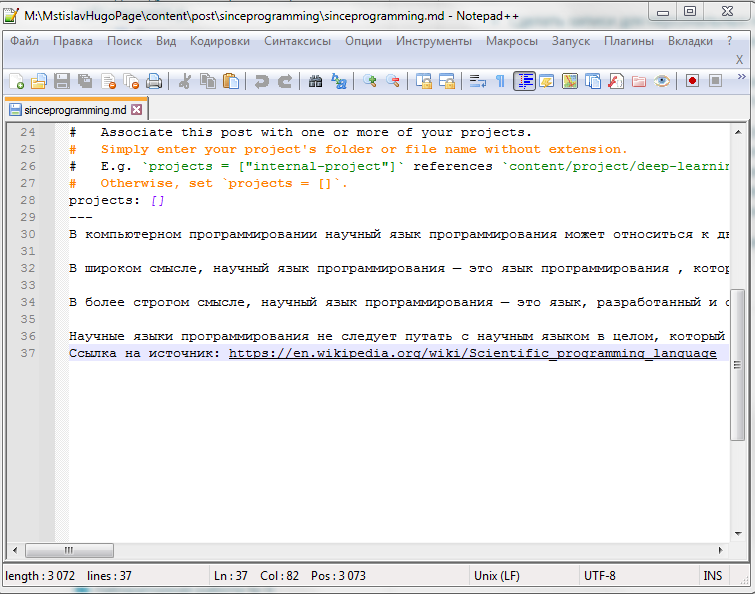 M:\MstislavHugoPage\content\post\sinceprogramming\sinceprogramming.md - Notepad++
Файл Правка Поиск Вид Кодировки Синтаксисы Опции Инструменты Макросы Запуск Плагины Вкладки ?
X
sinceprogramming.md
24 # Associate this post with one or more of your projects.
25 # Simply enter your project's folder or file name without extension.
26 # E.g. `projects = ["internal-project"]` references `content/project/deep-learnin
27 # Otherwise, set `projects = []`.
28 projects: []
29 ---
30 В компьютерном программировании научный язык программирования может относиться к дв
31
32 В широком смысле, научный язык программирования — это язык программирования , котор
33
34 В более строгом смысле, научный язык программирования — это язык, разработанный и о
35
36 Научные языки программирования не следует путать с научным языком в целом, который
37 Ссылка на источник: https://en.wikipedia.org/wiki/Scientific_programming_language
length : 3 072 lines : 37 Ln : 37 Col : 82 Pos : 3 073 Unix (LF) UTF-8 INS